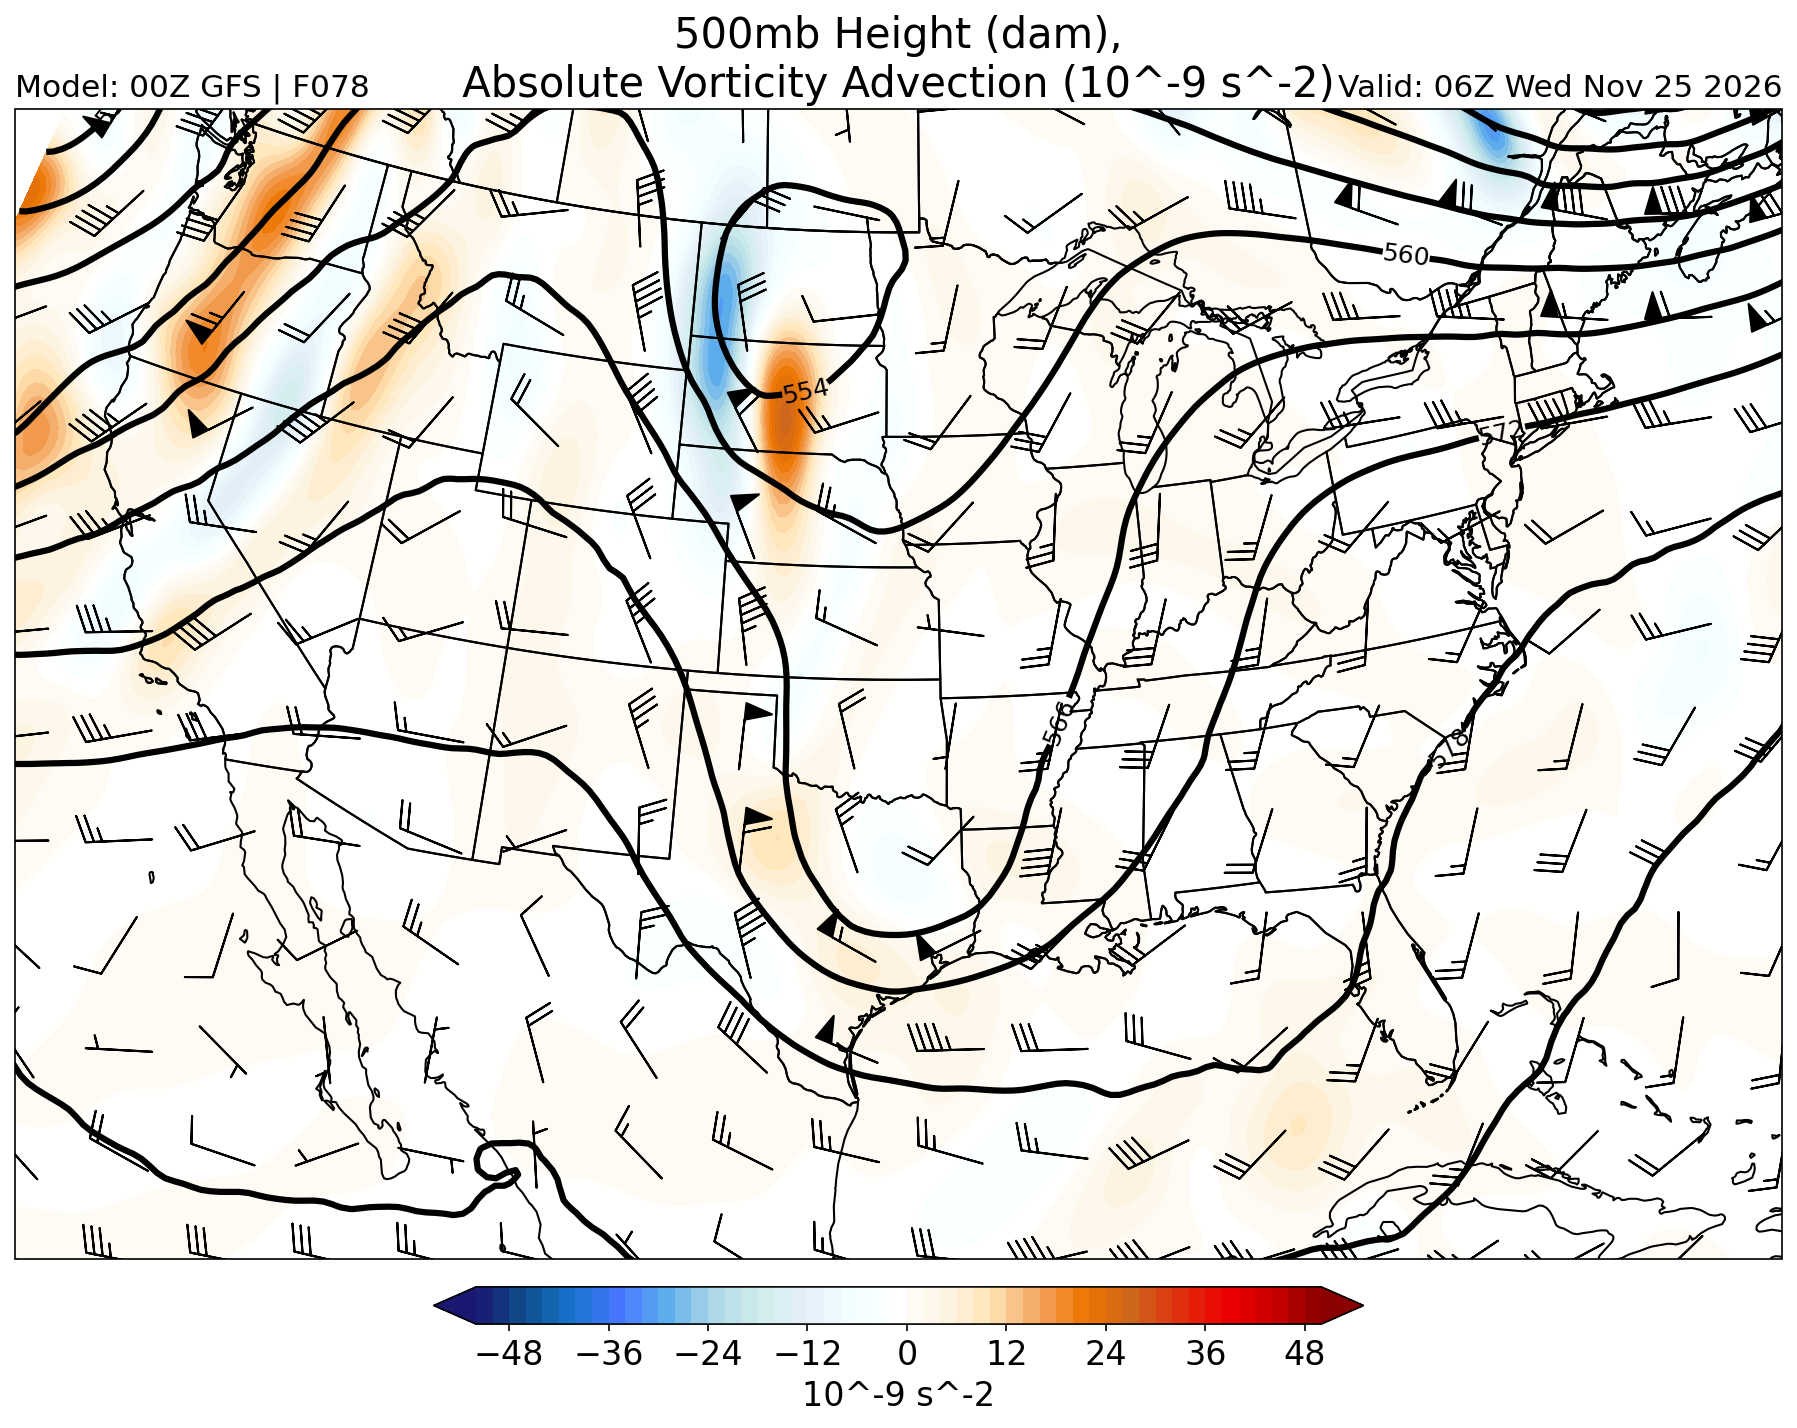 500mb Height (dam),
Model: 00Z GFS | F078
Absolute Vorticity Advection (10^-9 s^-2)
Valid: 06Z Wed Nov 25 2026
560
554
572
566
−48 −36 −24 −12 0 12 24 36 48
10^-9 s^-2